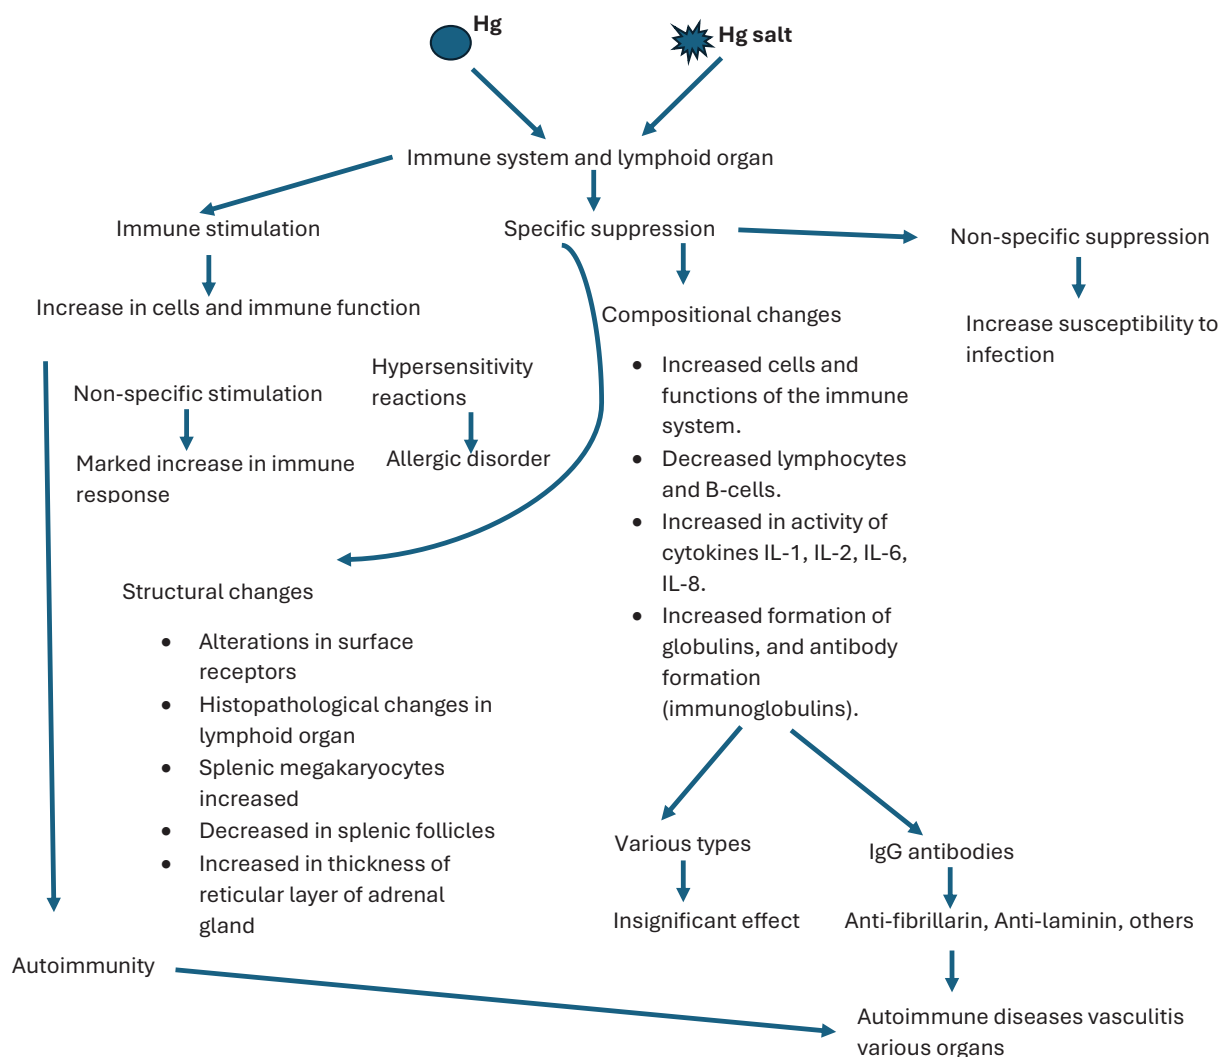 Hg
Hg salt
Immune system and lymphoid organ
Immune stimulation
Specific suppression
Non-specific suppression
Increase in cells and immune function
Compositional changes
Increase susceptibility to
infection
Non-specific stimulation
Marked increase in immune
response
Hypersensitivity
reactions
Allergic disorder
• Increased cells and
functions of the immune
system.
• Decreased lymphocytes
and B-cells.
• Increased in activity of
cytokines IL-1, IL-2, IL-6,
IL-8.
• Increased formation of
globulins, and antibody
formation
(immunoglobulins).
Structural changes
• Alterations in surface
receptors
• Histopathological changes in
lymphoid organ
• Splenic megakaryocytes
increased
• Decreased in splenic follicles
• Increased in thickness of
reticular layer of adrenal
gland
Various types
Insignificant effect
IgG antibodies
Anti-fibrillarin, Anti-laminin, others
Autoimmunity
Autoimmune diseases vasculitis
various organs